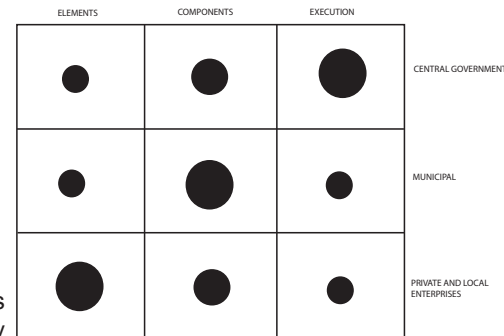 ELEMENTS COMPONENTS EXECUTION
CENTRAL GOVERNMENT
MUNICIPAL
PRIVATE AND LOCAL
ENTERPRISES